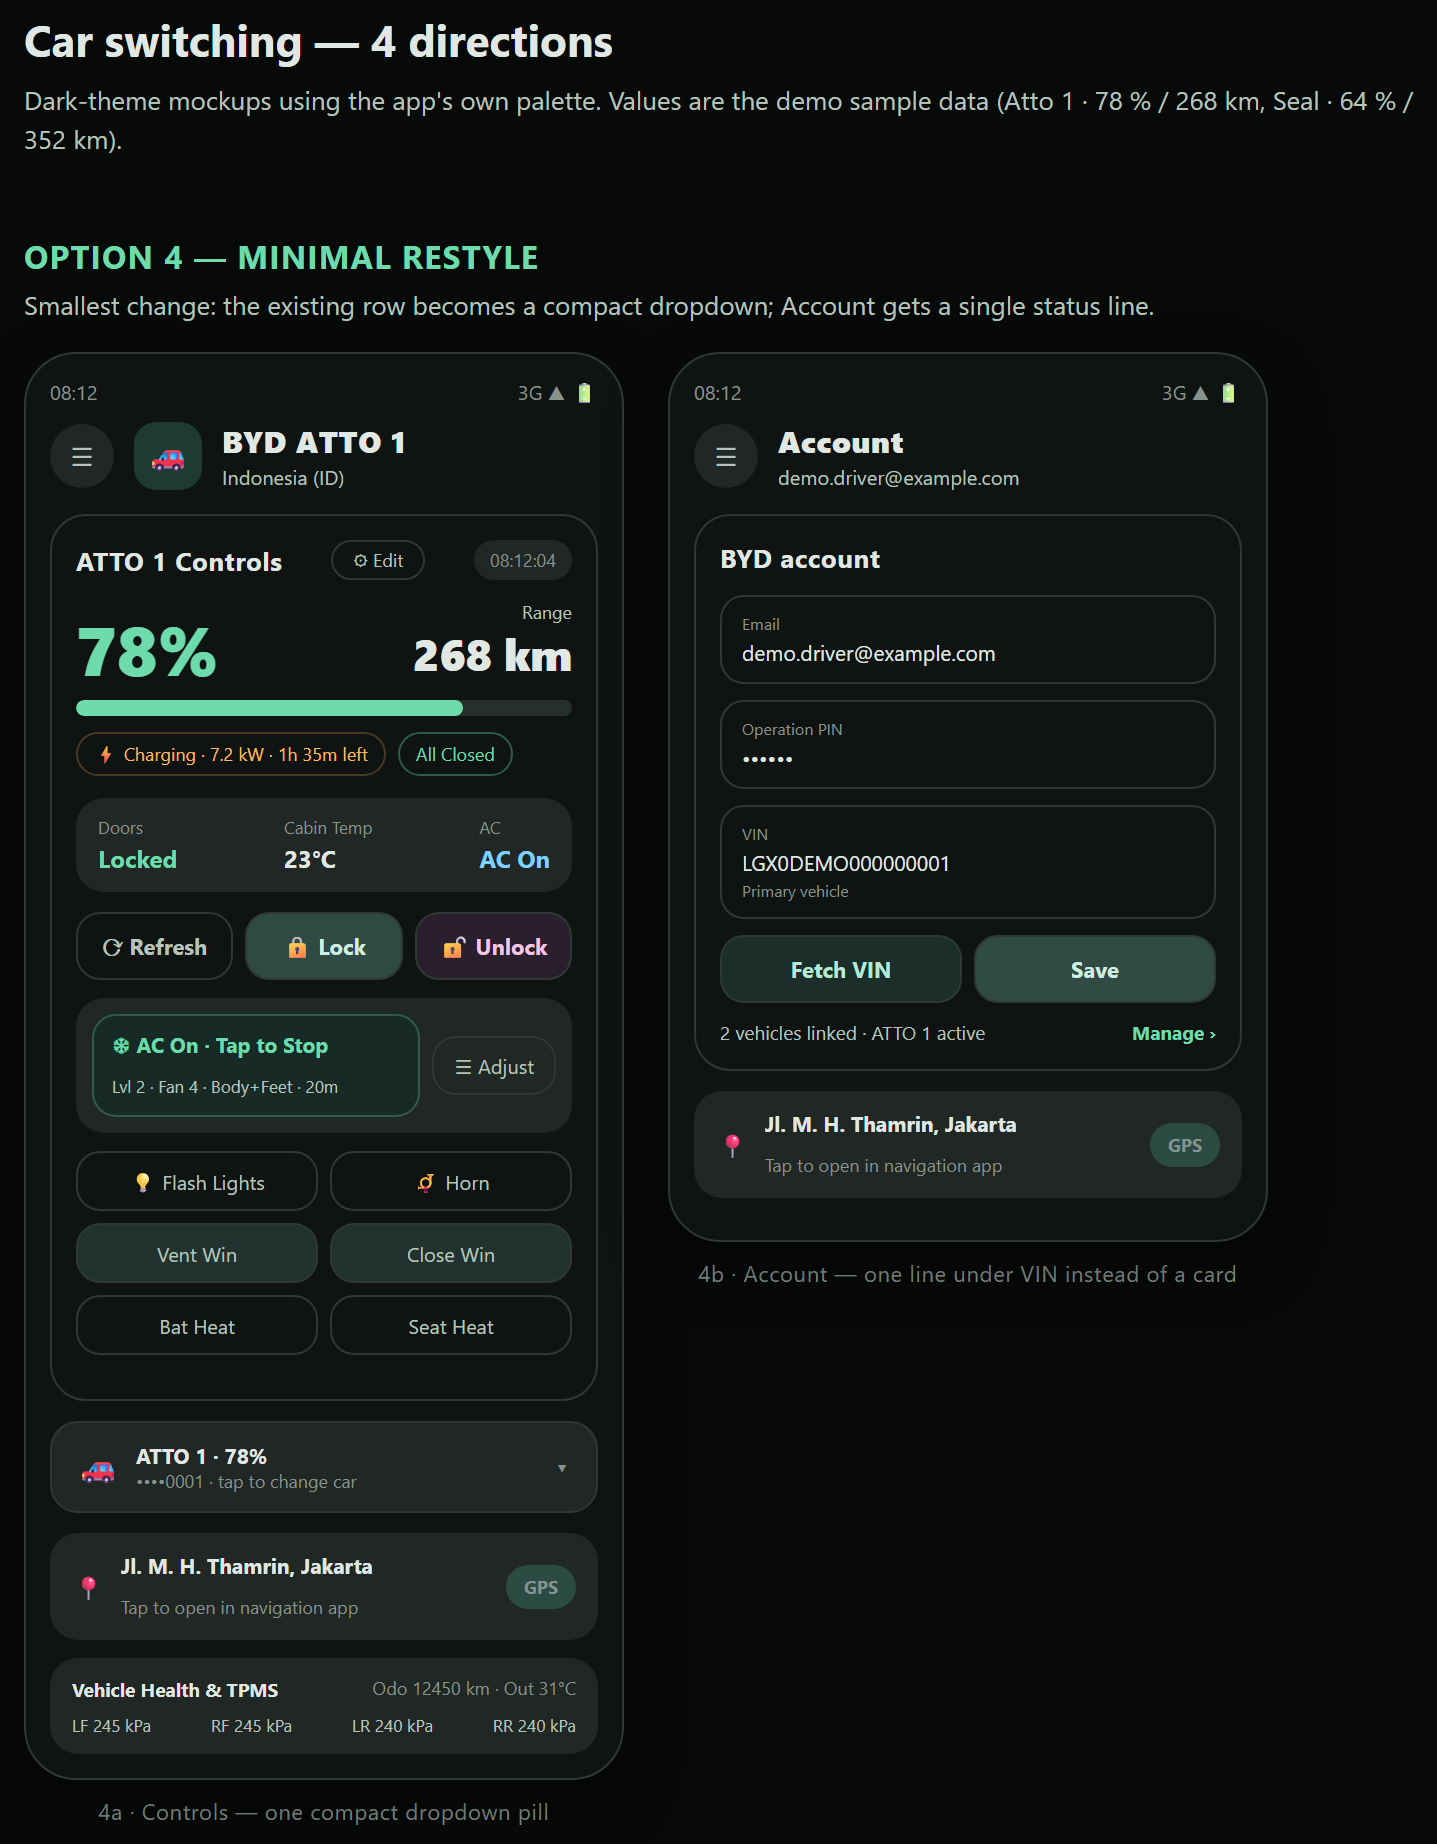 Car switching — 4 directions
Dark-theme mockups using the app's own palette. Values are the demo sample data (Atto 1 · 78 % / 268 km, Seal · 64 % /
352 km).
OPTION 4 — MINIMAL RESTYLE
Smallest change: the existing row becomes a compact dropdown; Account gets a single status line.
08:12
3G
BYD ATTO 1
Indonesia (ID)
ATTO 1 Controls
Edit
08:12:04
Range
78%
268 km
Charging · 7.2 kW · 1h 35m left
All Closed
Doors
Cabin Temp
AC
Locked
23°C
AC On
Refresh
Lock
Unlock
AC On · Tap to Stop
Lvl 2 · Fan 4 · Body+Feet · 20m
Adjust
Flash Lights
Horn
Vent Win
Close Win
Bat Heat
Seat Heat
ATTO 1 · 78%
••••0001 · tap to change car
Jl. M. H. Thamrin, Jakarta
Tap to open in navigation app
GPS
Vehicle Health & TPMS
Odo 12450 km · Out 31°C
LF 245 kPa
RF 245 kPa
LR 240 kPa
RR 240 kPa
4a · Controls — one compact dropdown pill
08:12
3G
Account
demo.driver@example.com
BYD account
Email
demo.driver@example.com
Operation PIN
••••••
VIN
LGX0DEMO000000001
Primary vehicle
Fetch VIN
Save
2 vehicles linked · ATTO 1 active
Manage ›
Jl. M. H. Thamrin, Jakarta
Tap to open in navigation app
GPS
4b · Account — one line under VIN instead of a card